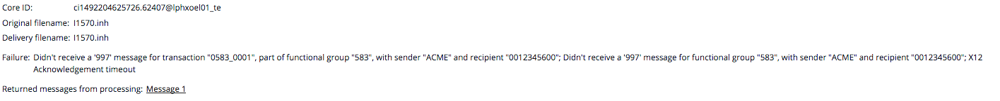 Core ID: ci1492204625726.62407@lphxoel01_te
Original filename: I1570.inh
Delivery filename: I1570.inh
Failure: Didn't receive a '997' message for transaction "0583_0001", part of functional group "583", with sender "ACME" and recipient "0012345600"; Didn't receive a '997' message for functional group "583", with sender "ACME" and recipient "0012345600"; X12
Acknowledgement timeout
Returned messages from processing: Message 1